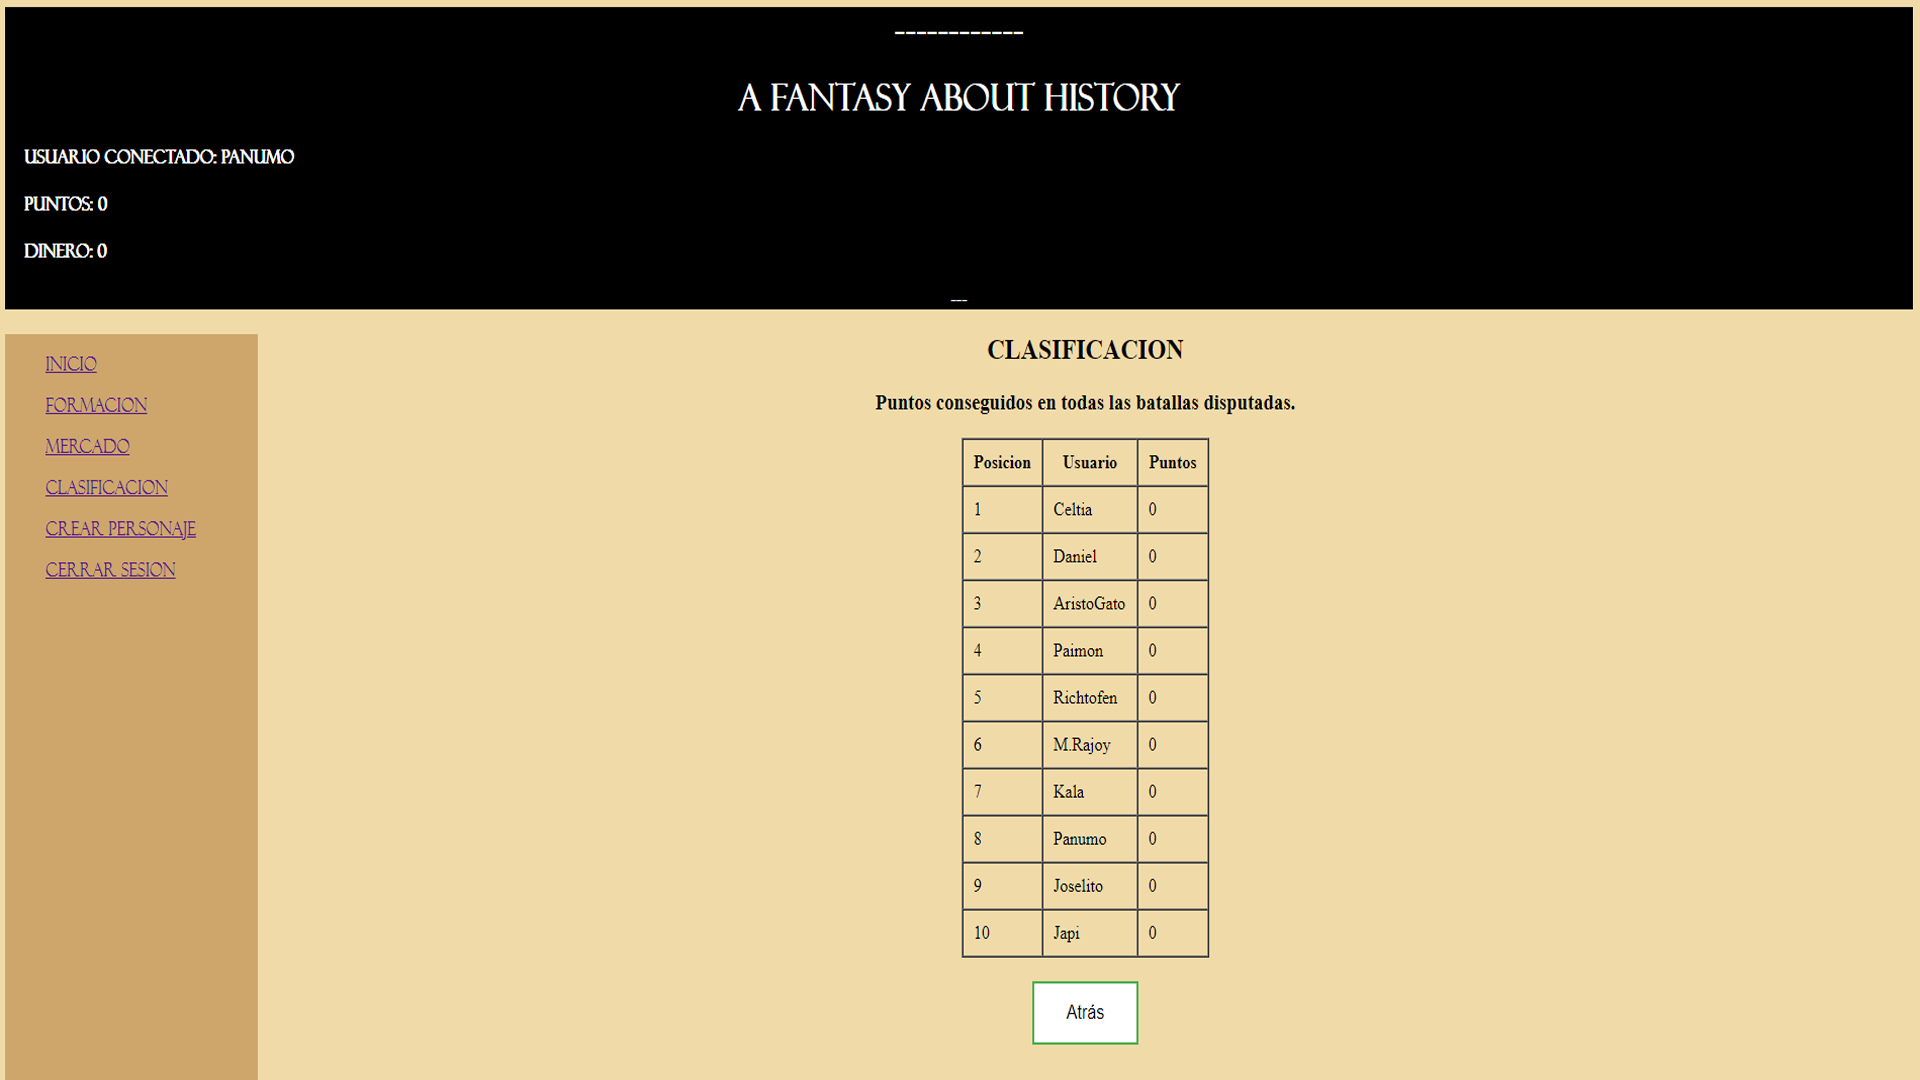 ------------
A FANTASY ABOUT HISTORY
USUARIO CONECTADO: PANUMO
PUNTOS: 0
DINERO: 0
---
INICIO
FORMACION
MERCADO
CLASIFICACION
CREAR PERSONAJE
CERRAR SESION
CLASIFICACION
Puntos conseguidos en todas las batallas disputadas.
Posicion Usuario Puntos
1 Celtia 0
2 Daniel 0
3 AristoGato 0
4 Paimon 0
5 Richtofen 0
6 M.Rajoy 0
7 Kala 0
8 Panumo 0
9 Joselito 0
10 Japi 0
Atrás